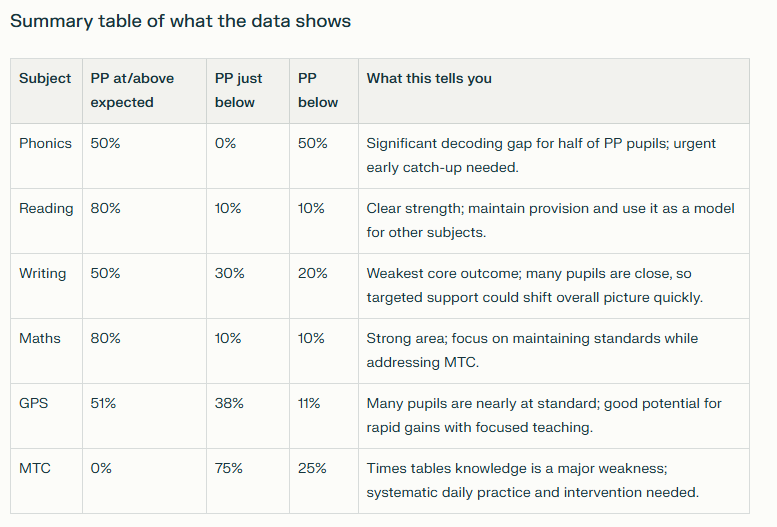 Summary table of what the data shows
Subject PP at/above expected PP just below PP below What this tells you
Phonics 50% 0% 50% Significant decoding gap for half of PP pupils; urgent
early catch-up needed.
Reading 80% 10% 10% Clear strength; maintain provision and use it as a model
for other subjects.
Writing 50% 30% 20% Weakest core outcome; many pupils are close, so
targeted support could shift overall picture quickly.
Maths 80% 10% 10% Strong area; focus on maintaining standards while
addressing MTC.
GPS 51% 38% 11% Many pupils are nearly at standard; good potential for
rapid gains with focused teaching.
MTC 0% 75% 25% Times tables knowledge is a major weakness;
systematic daily practice and intervention needed.